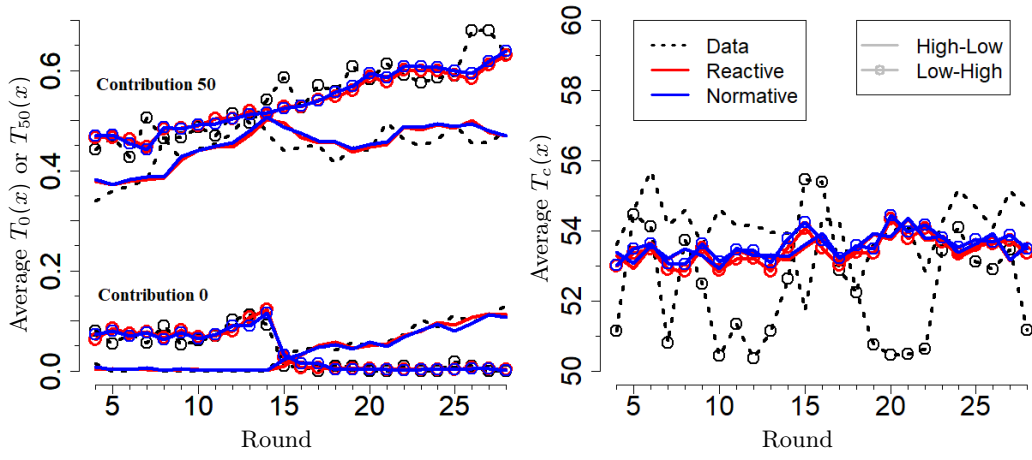 Average T₀(x) or T₅₀(x)
0.0 0.2 0.4 0.6
Contribution 50
Contribution 0
5 10 15 20 25
Round
Average T_c(x)
50 52 54 56 58 60
Data
Reactive
Normative
High-Low
Low-High
5 10 15 20 25
Round